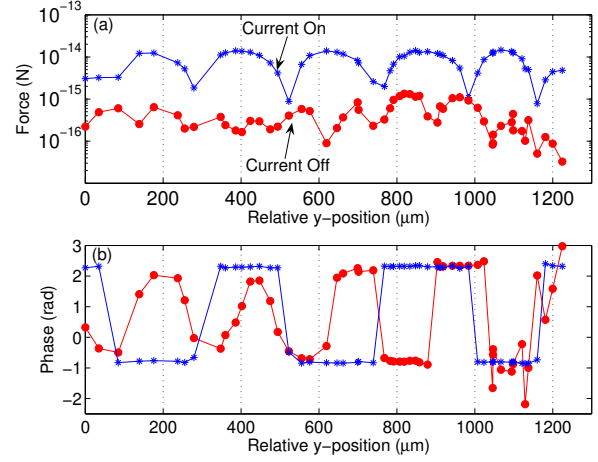 (a)
Current On
Current Off
10⁻¹³
10⁻¹⁴
10⁻¹⁵
10⁻¹⁶
Force (N)
0 200 400 600 800 1000 1200
Relative y-position (μm)
(b)
3
2
1
0
-1
-2
Phase (rad)
0 200 400 600 800 1000 1200
Relative y-position (μm)